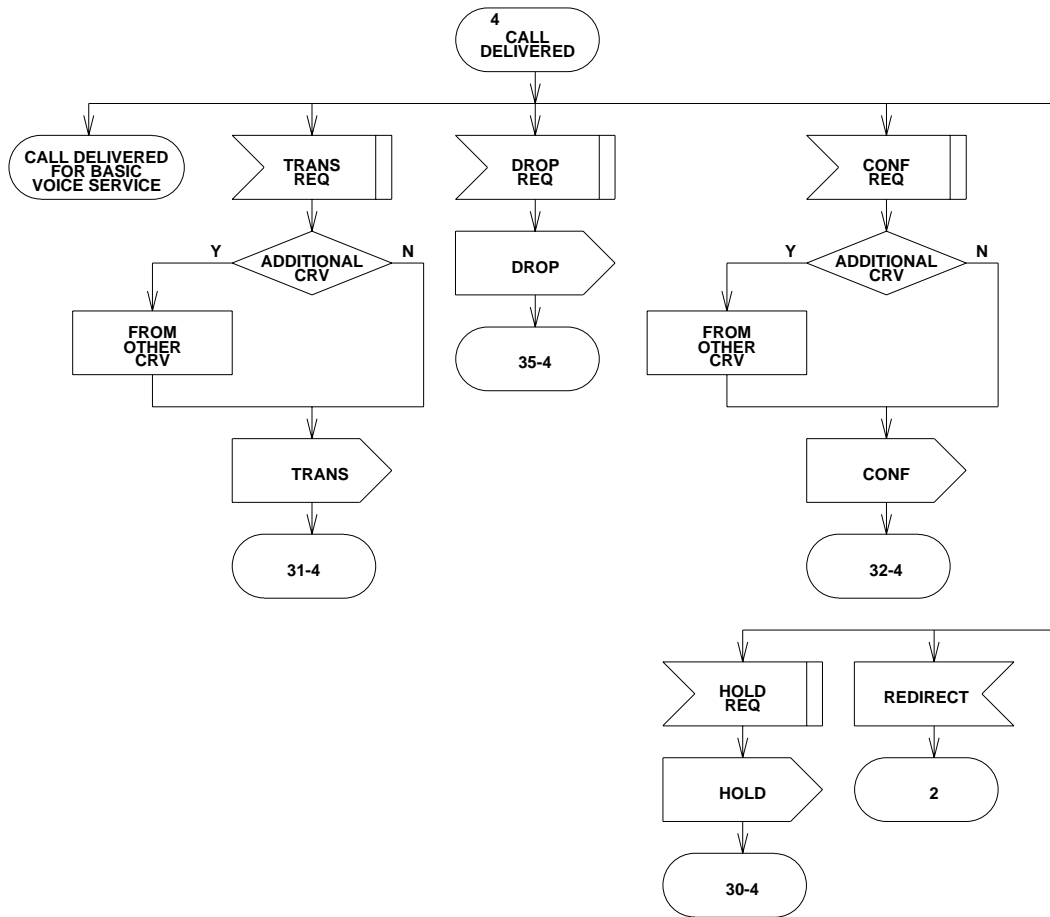 4
CALL
DELIVERED
CALL DELIVERED
FOR BASIC
VOICE SERVICE
TRANS
REQ
DROP
REQ
CONF
REQ
Y
ADDITIONAL
CRV
N
DROP
Y
ADDITIONAL
CRV
N
FROM
OTHER
CRV
35-4
FROM
OTHER
CRV
TRANS
CONF
31-4
32-4
HOLD
REQ
REDIRECT
HOLD
2
30-4